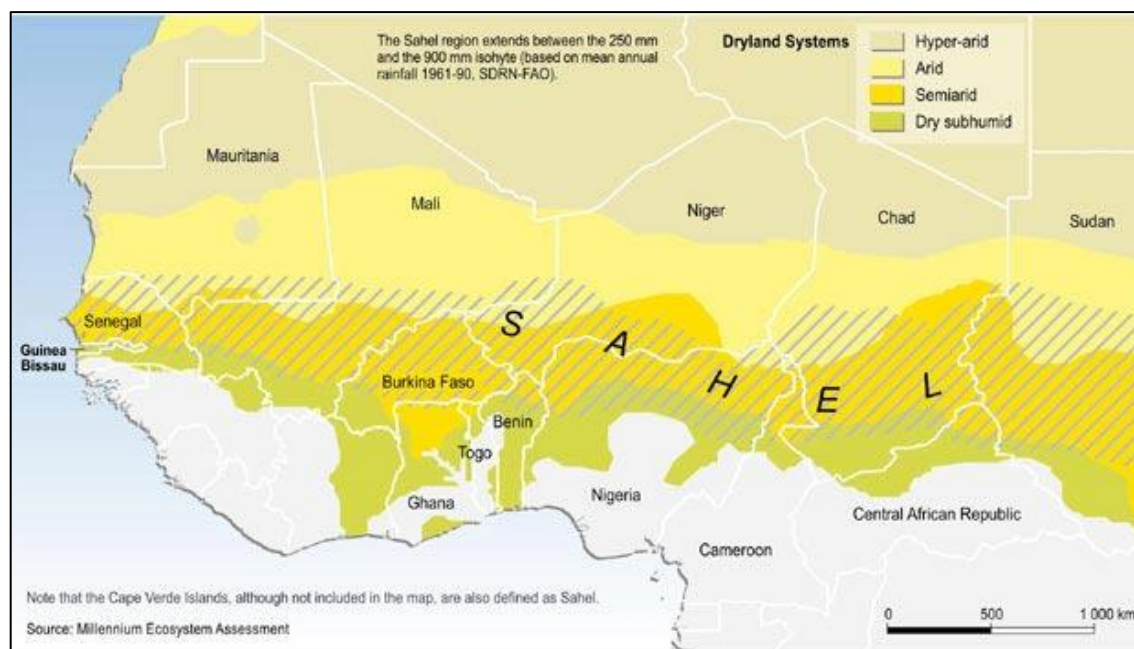 The Sahel region extends between the 250 mm
and the 900 mm isohyte (based on mean annual
rainfall 1961-90, SDRN-FAO).
Dryland Systems
Hyper-arid
Arid
Semiarid
Dry subhumid
Mauritania
Mali
Niger
Chad
Sudan
Senegal
Guinea
Bissau
Burkina Faso
Benin
Togo
Ghana
Nigeria
Cameroon
Central African Republic
S A H E L
Note that the Cape Verde Islands, although not included in the map, are also defined as Sahel.
Source: Millennium Ecosystem Assessment
0 500 1 000 km